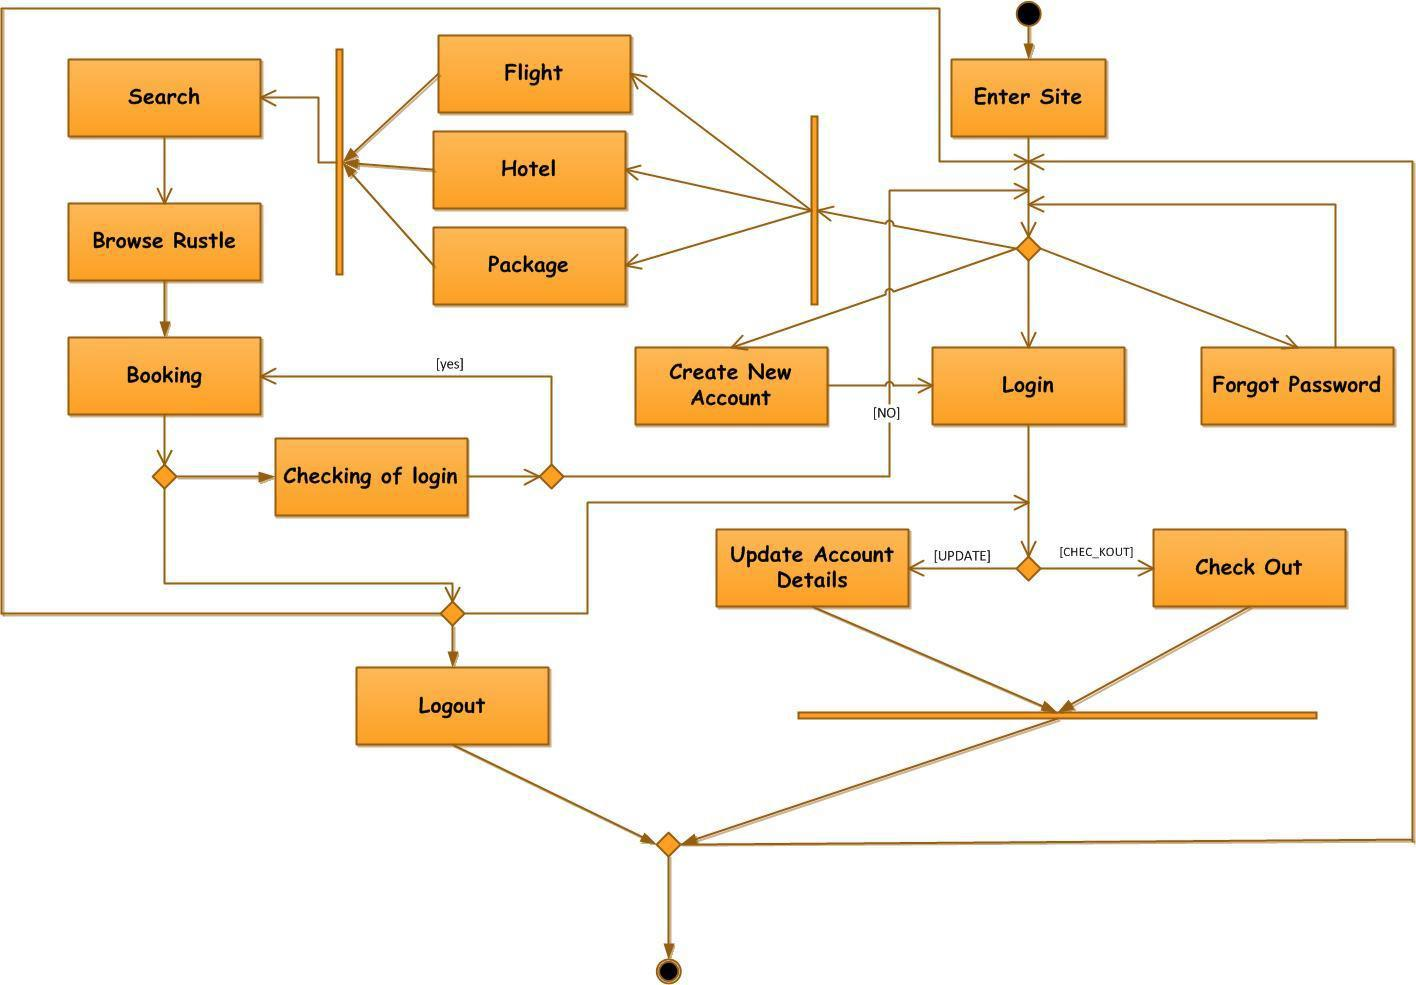 Flight
Search
Enter Site
Hotel
Browse Rustle
Package
Booking
[yes]
Create New
Account
Login
Forgot Password
[NO]
Checking of login
Update Account
Details
[UPDATE]
[CHEC_KOUT]
Check Out
Logout